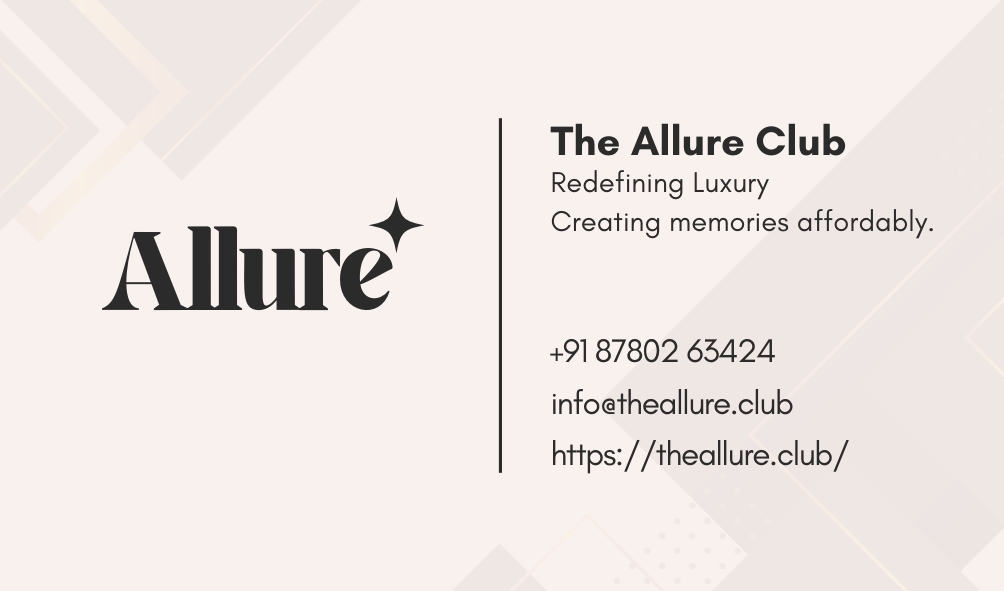 Allure
The Allure Club
Redefining Luxury
Creating memories affordably.
+91 87802 63424
info@theallure.club
https://theallure.club/